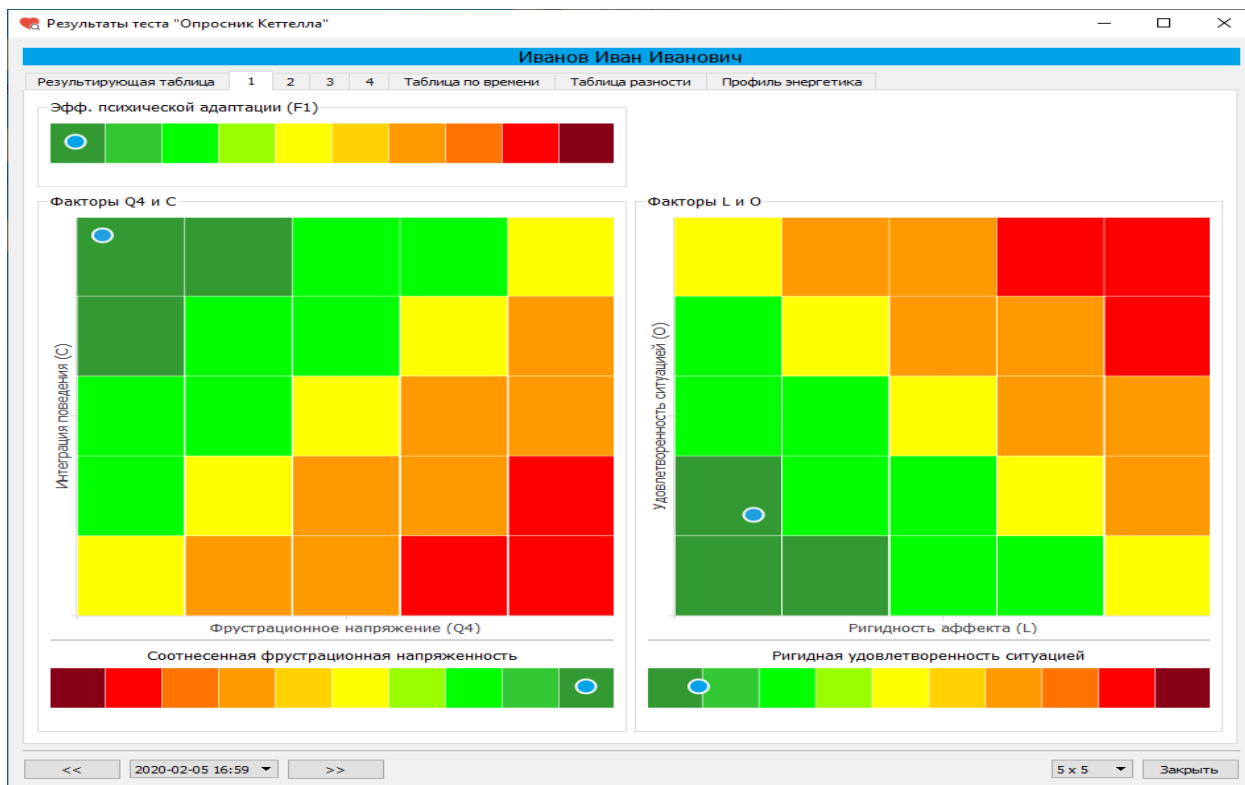 Результаты теста "Опросник Кеттелла"
Иванов Иван Иванович
Результирующая таблица 1 2 3 4 Таблица по времени Таблица разности Профиль энергетика
Эфф. психической адаптации (F1)
Факторы Q4 и C
Интеграция поведения (C)
Фрустрационное напряжение (Q4)
Соотнесенная фрустрационная напряженность
Факторы L и O
Удовлетворенность ситуацией (O)
Ригидность аффекта (L)
Ригидная удовлетворенность ситуацией
<< 2020-02-05 16:59 >> 5 x 5 Закрыть